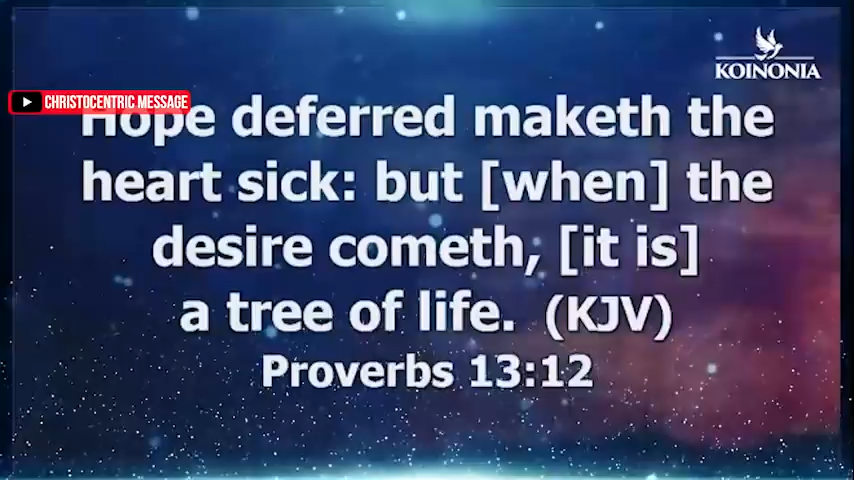 KOINONIA
CHRISTOCENTRIC MESSAGE
Hope deferred maketh the
heart sick: but [when] the
desire cometh, [it is]
a tree of life. (KJV)
Proverbs 13:12